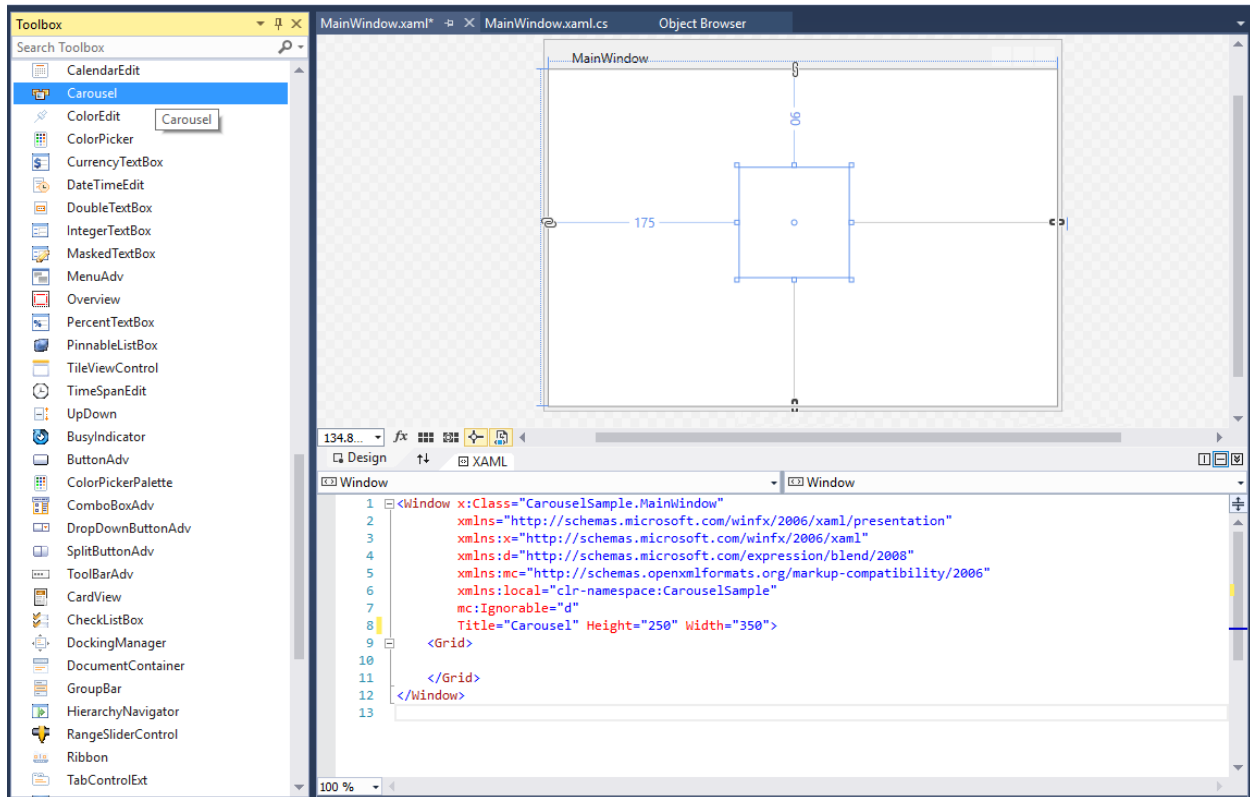 Toolbox
Search Toolbox
CalendarEdit
Carousel
ColorEdit
Carousel
ColorPicker
CurrencyTextBox
DateTimeEdit
DoubleTextBox
IntegerTextBox
MaskedTextBox
MenuAdv
Overview
PercentTextBox
PinnableListBox
TileViewControl
TimeSpanEdit
UpDown
BusyIndicator
ButtonAdv
ColorPickerPalette
ComboBoxAdv
DropDownButtonAdv
SplitButtonAdv
ToolBarAdv
CardView
CheckListBox
DockingManager
DocumentContainer
GroupBar
HierarchyNavigator
RangeSliderControl
Ribbon
TabControlExt
MainWindow.xaml* MainWindow.xaml.cs Object Browser
MainWindow
90
175
134.8... fx
Design XAML
Window Window
1 <Window x:Class="CarouselSample.MainWindow"
2 xmlns="http://schemas.microsoft.com/winfx/2006/xaml/presentation"
3 xmlns:x="http://schemas.microsoft.com/winfx/2006/xaml"
4 xmlns:d="http://schemas.microsoft.com/expression/blend/2008"
5 xmlns:mc="http://schemas.openxmlformats.org/markup-compatibility/2006"
6 xmlns:local="clr-namespace:CarouselSample"
7 mc:Ignorable="d"
8 Title="Carousel" Height="250" Width="350">
9 <Grid>
10
11 </Grid>
12 </Window>
13
100 %